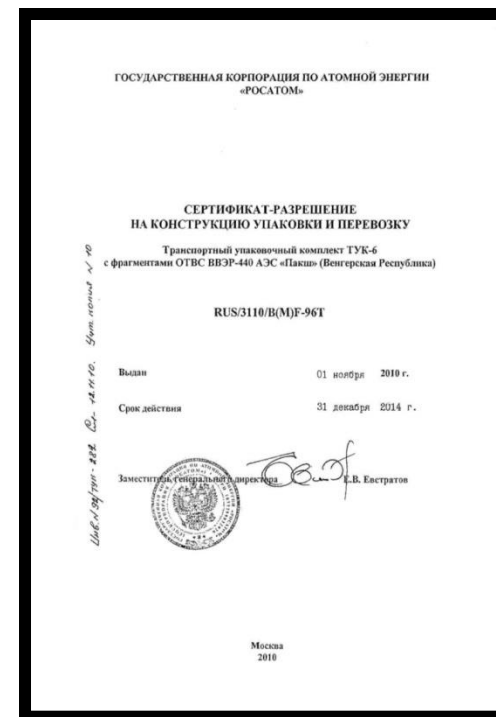 ГОСУДАРСТВЕННАЯ КОРПОРАЦИЯ ПО АТОМНОЙ ЭНЕРГИИ
«РОСАТОМ»
СЕРТИФИКАТ-РАЗРЕШЕНИЕ
НА КОНСТРУКЦИЮ УПАКОВКИ И ПЕРЕВОЗКУ
Транспортный упаковочный комплект ТУК-6
с фрагментами ОТВС ВВЭР-440 АЭС «Пакш» (Венгерская Республика)
RUS/3110/B(M)F-96T
Выдан 01 ноября 2010 г.
Срок действия 31 декабря 2014 г.
Заместитель генерального директора Е.В. Евстратов
Москва
2010